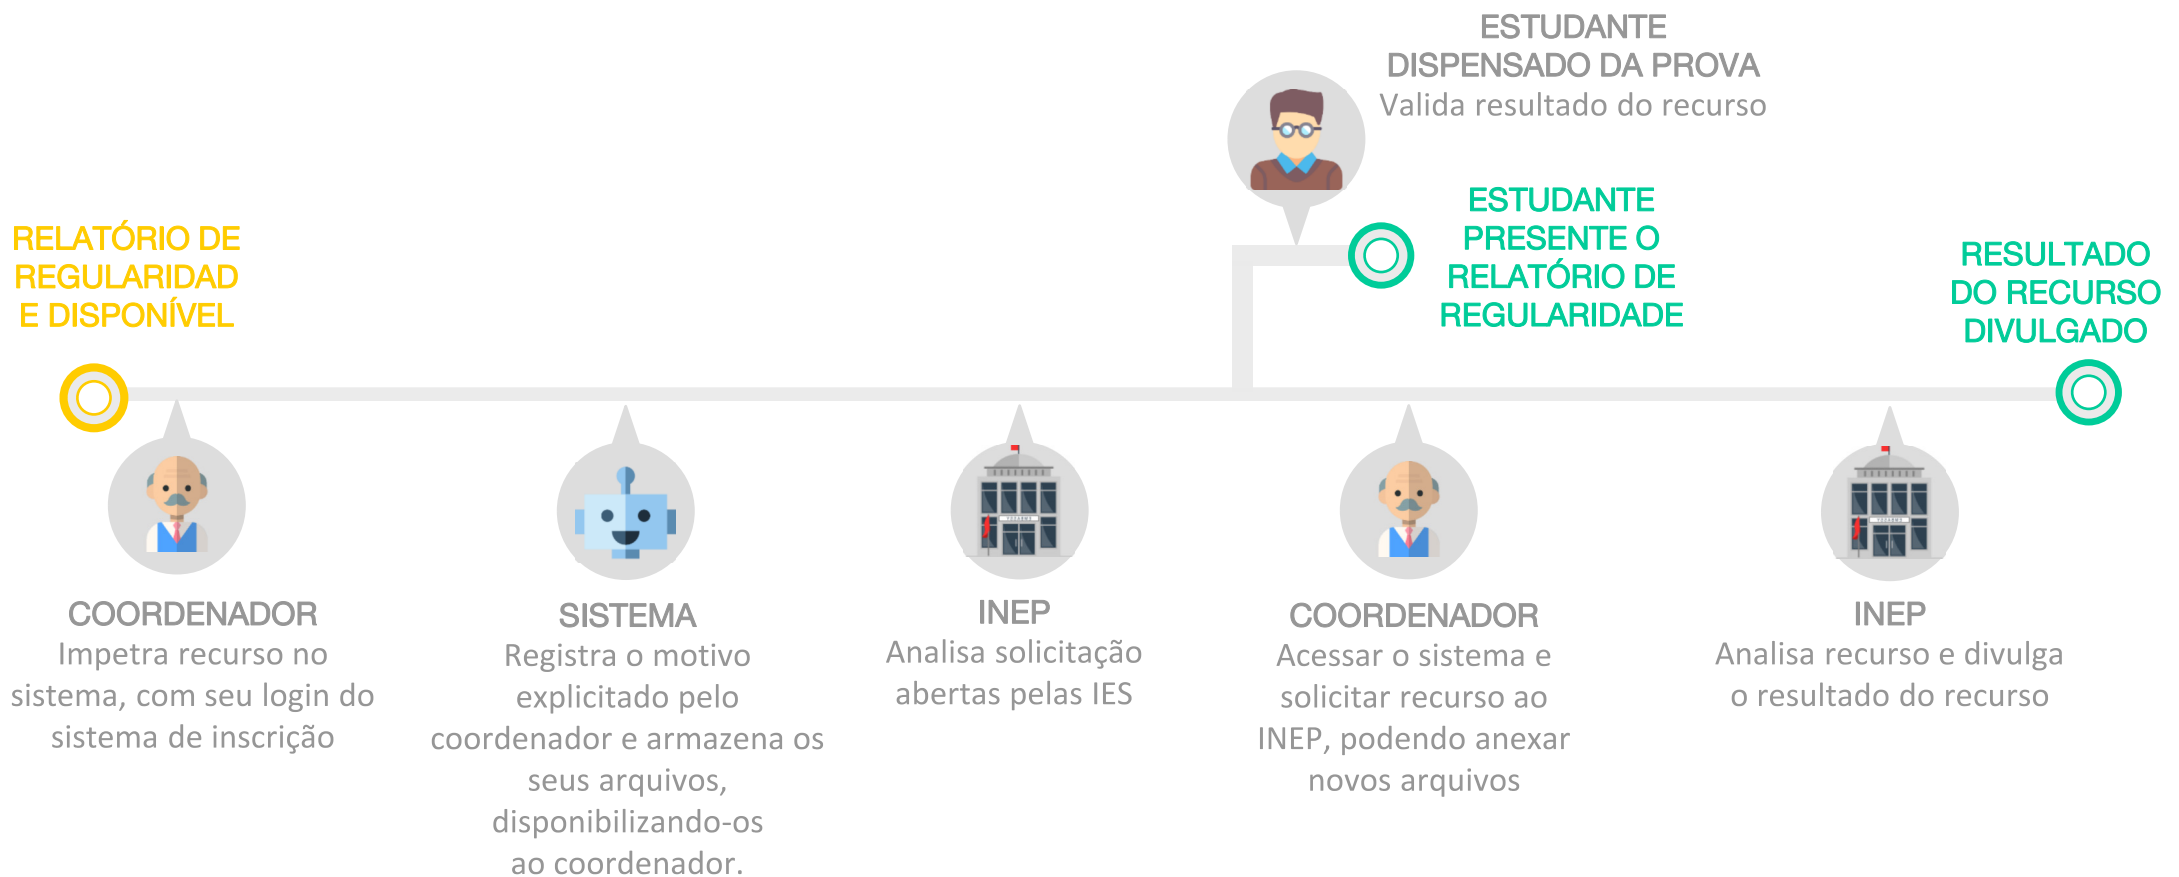 ESTUDANTE
DISPENSADO DA PROVA
Valida resultado do recurso
RELATÓRIO DE
REGULARIDAD
E DISPONÍVEL
ESTUDANTE
PRESENTE O
RELATÓRIO DE
REGULARIDADE
RESULTADO
DO RECURSO
DIVULGADO
COORDENADOR
Impetra recurso no
sistema, com seu login do
sistema de inscrição
SISTEMA
Registra o motivo
explicitado pelo
coordenador e armazena os
seus arquivos,
disponibilizando-os
ao coordenador.
INEP
Analisa solicitação
abertas pelas IES
COORDENADOR
Acessar o sistema e
solicitar recurso ao
INEP, podendo anexar
novos arquivos
INEP
Analisa recurso e divulga
o resultado do recurso